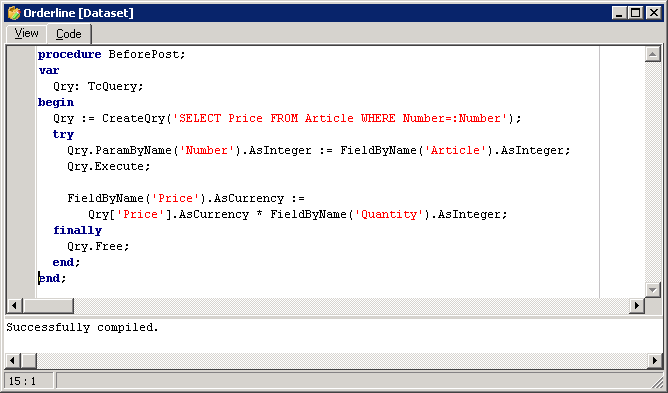 Orderline [Dataset]
View Code
procedure BeforePost;
var
  Qry: TcQuery;
begin
  Qry := CreateQry('SELECT Price FROM Article WHERE Number=:Number');
  try
    Qry.ParamByName('Number').AsInteger := FieldByName('Article').AsInteger;
    Qry.Execute;

    FieldByName('Price').AsCurrency :=
       Qry['Price'].AsCurrency * FieldByName('Quantity').AsInteger;
  finally
    Qry.Free;
  end;
end;
Successfully compiled.
15:1